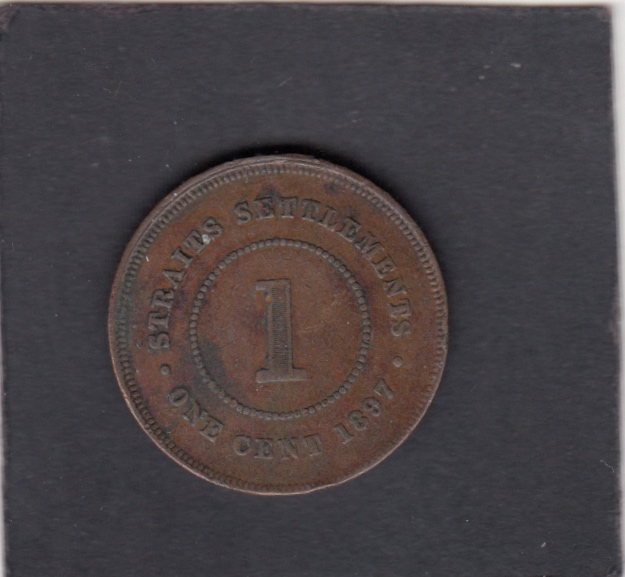 STRAITS SETTLEMENTS
1
ONE CENT 1897